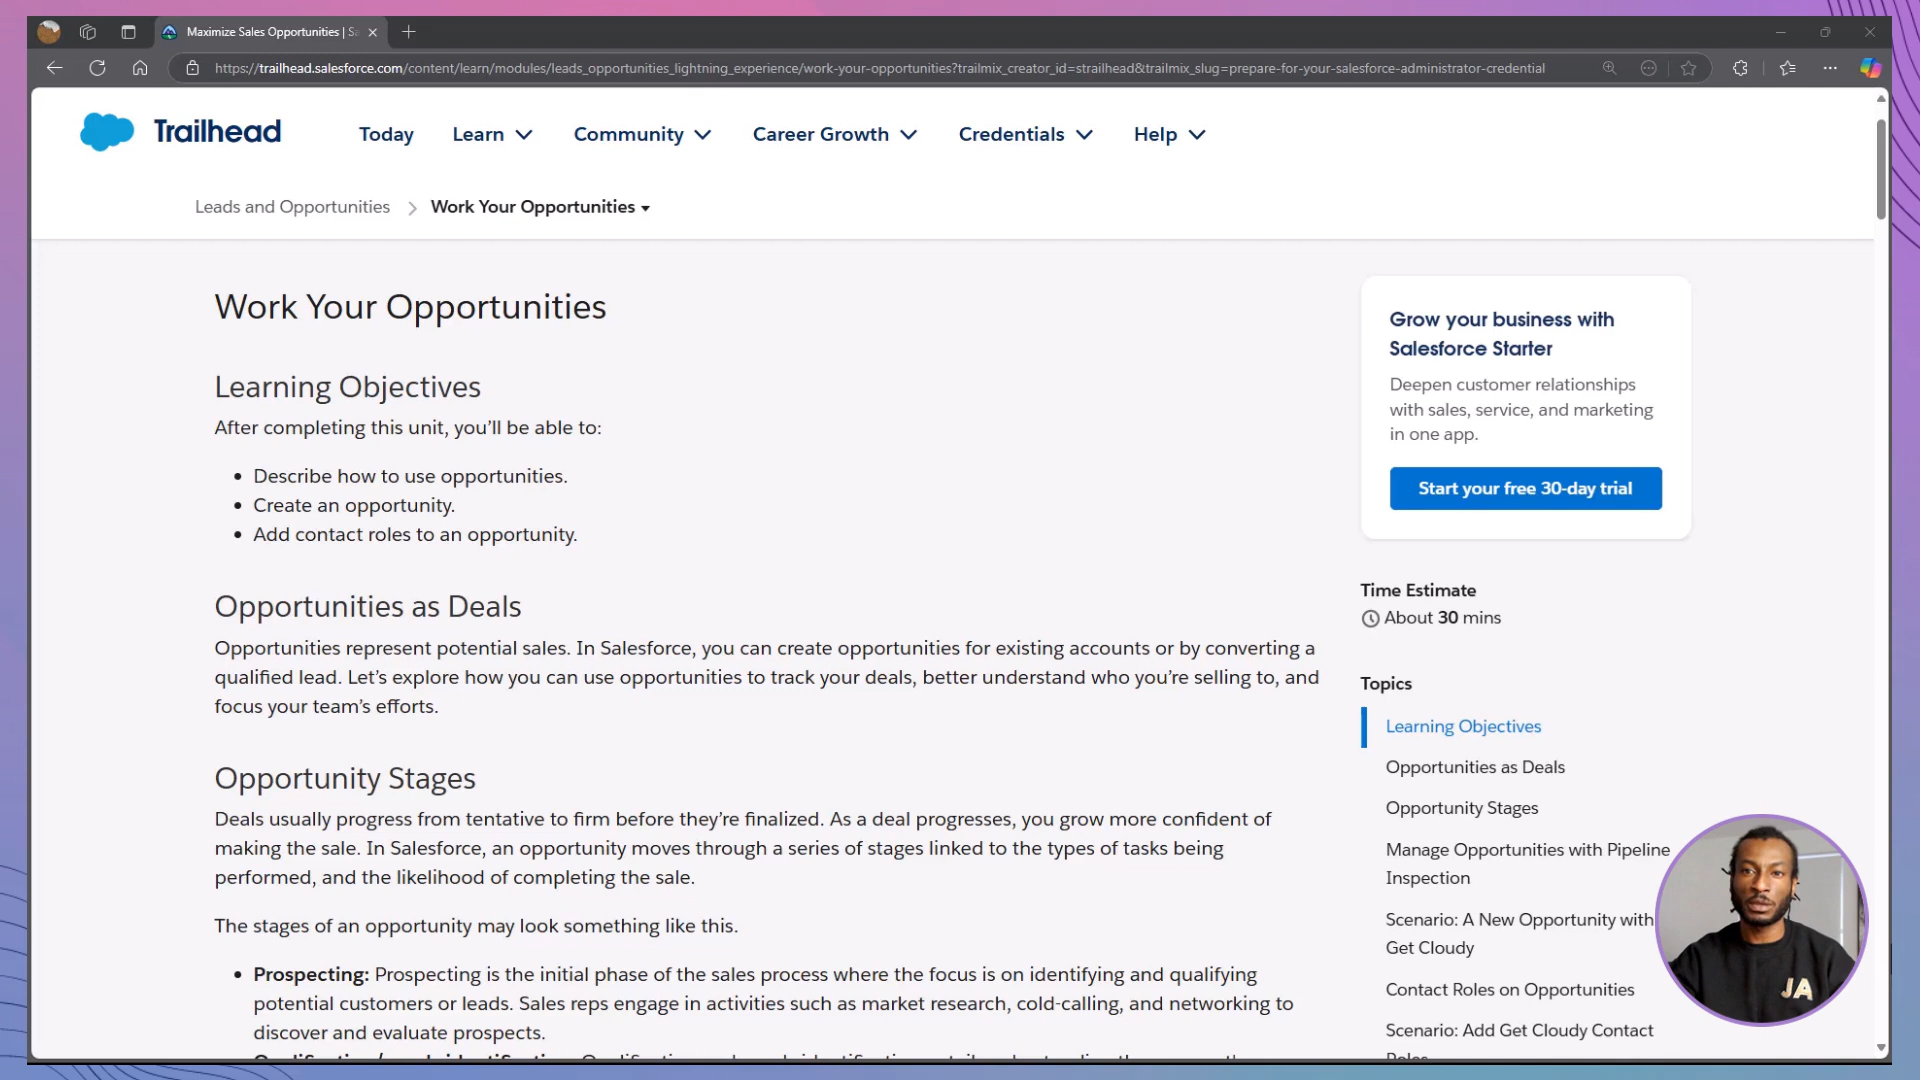 Maximize Sales Opportunities | Sa
https://trailhead.salesforce.com/content/learn/modules/leads_opportunities_lightning_experience/work-your-opportunities?trailmix_creator_id=strailhead&trailmix_slug=prepare-for-your-salesforce-administrator-credential
Trailhead
Today
Learn
Community
Career Growth
Credentials
Help
Leads and Opportunities
Work Your Opportunities
Work Your Opportunities
Learning Objectives
After completing this unit, you’ll be able to:
Describe how to use opportunities.
Create an opportunity.
Add contact roles to an opportunity.
Opportunities as Deals
Opportunities represent potential sales. In Salesforce, you can create opportunities for existing accounts or by converting a
qualified lead. Let’s explore how you can use opportunities to track your deals, better understand who you’re selling to, and
focus your team’s efforts.
Opportunity Stages
Deals usually progress from tentative to firm before they’re finalized. As a deal progresses, you grow more confident of
making the sale. In Salesforce, an opportunity moves through a series of stages linked to the types of tasks being
performed, and the likelihood of completing the sale.
The stages of an opportunity may look something like this.
Prospecting: Prospecting is the initial phase of the sales process where the focus is on identifying and qualifying
potential customers or leads. Sales reps engage in activities such as market research, cold-calling, and networking to
discover and evaluate prospects.
Grow your business with
Salesforce Starter
Deepen customer relationships
with sales, service, and marketing
in one app.
Start your free 30-day trial
Time Estimate
About 30 mins
Topics
Learning Objectives
Opportunities as Deals
Opportunity Stages
Manage Opportunities with Pipeline
Inspection
Scenario: A New Opportunity with
Get Cloudy
Contact Roles on Opportunities
Scenario: Add Get Cloudy Contact
Roles
JA